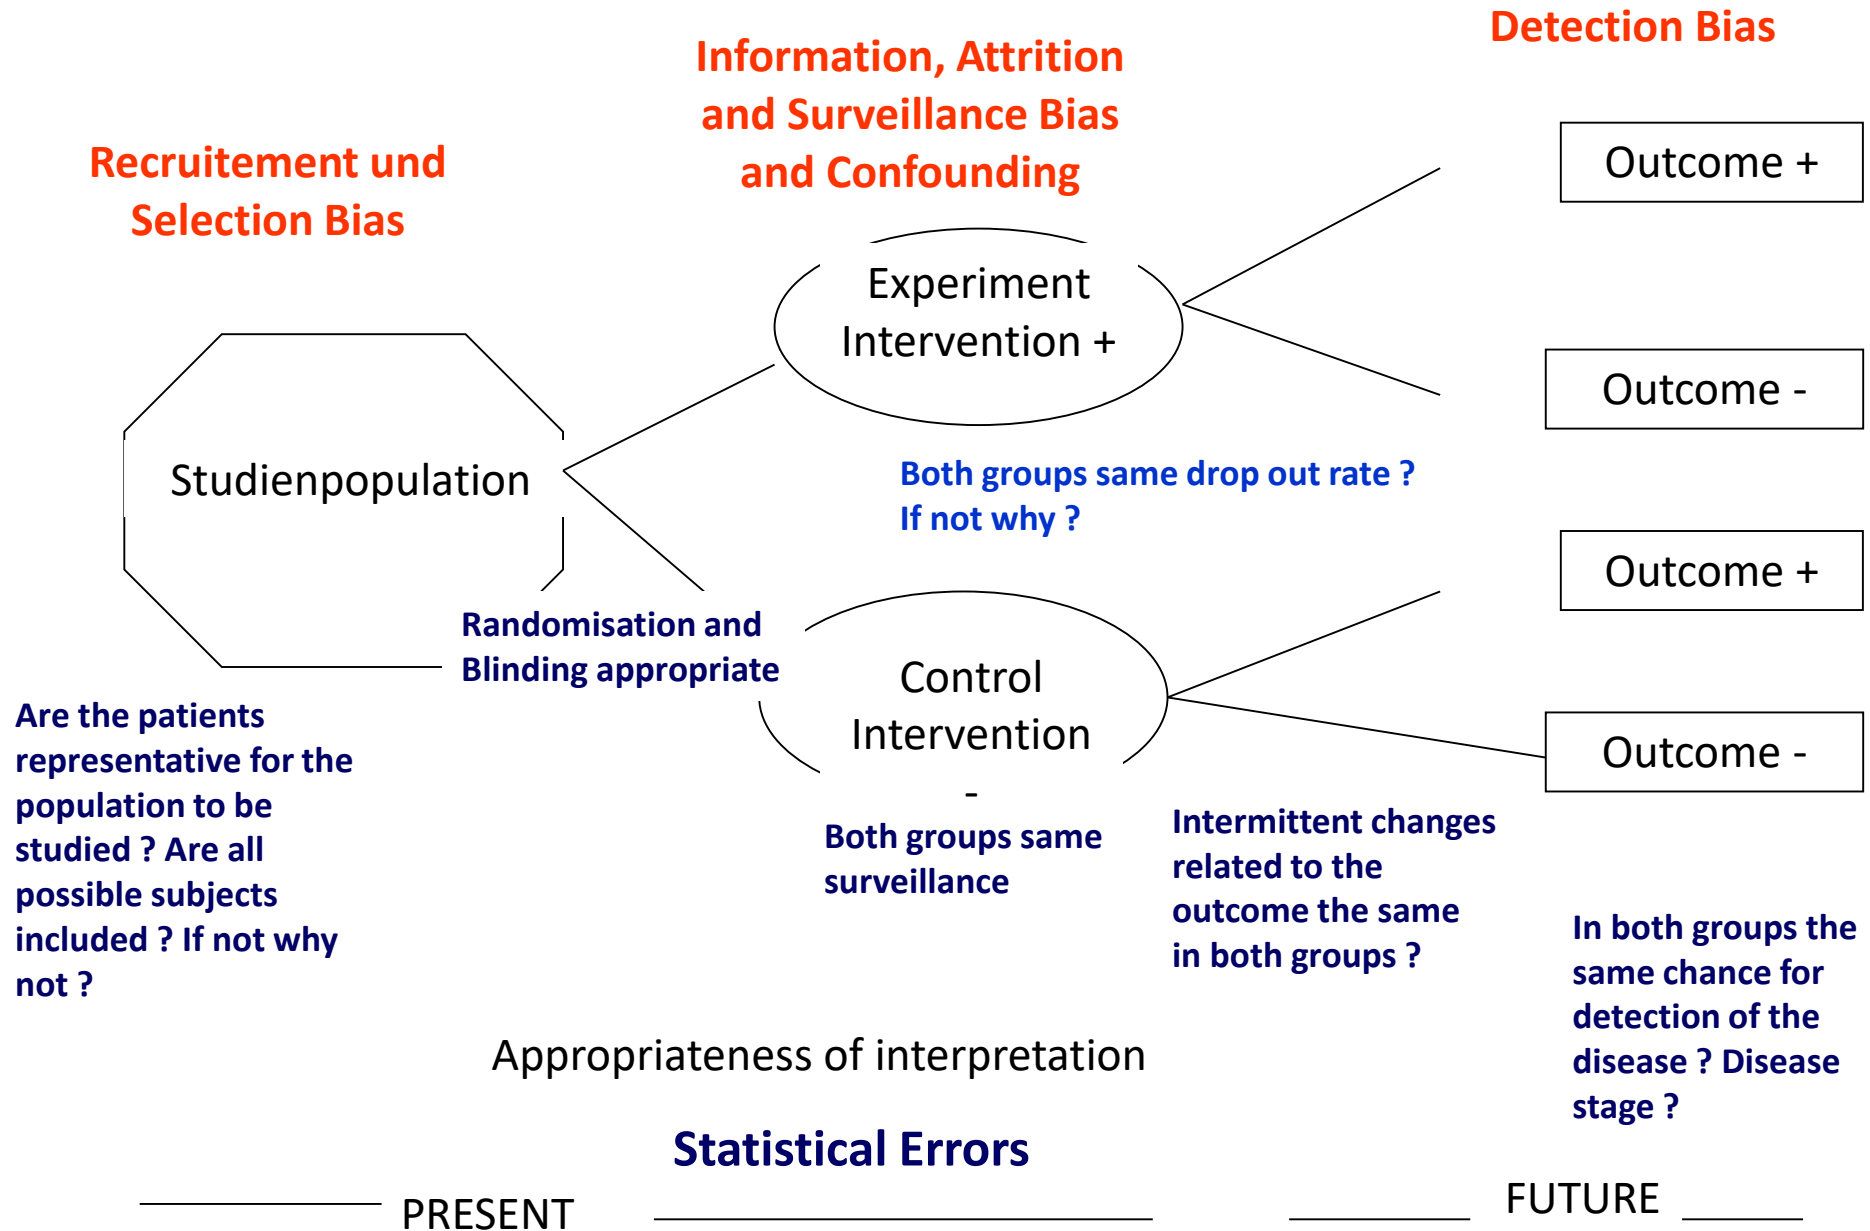 Detection Bias
Information, Attrition
and Surveillance Bias
and Confounding
Recruitement und
Selection Bias
Outcome +
Experiment
Intervention +
Outcome -
Studienpopulation
Both groups same drop out rate ?
If not why ?
Outcome +
Randomisation and
Blinding appropriate
Control
Intervention
-
Outcome -
Are the patients
representative for the
population to be
studied ? Are all
possible subjects
included ? If not why
not ?
Both groups same
surveillance
Intermittent changes
related to the
outcome the same
in both groups ?
In both groups the
same chance for
detection of the
disease ? Disease
stage ?
Appropriateness of interpretation
Statistical Errors
PRESENT
FUTURE